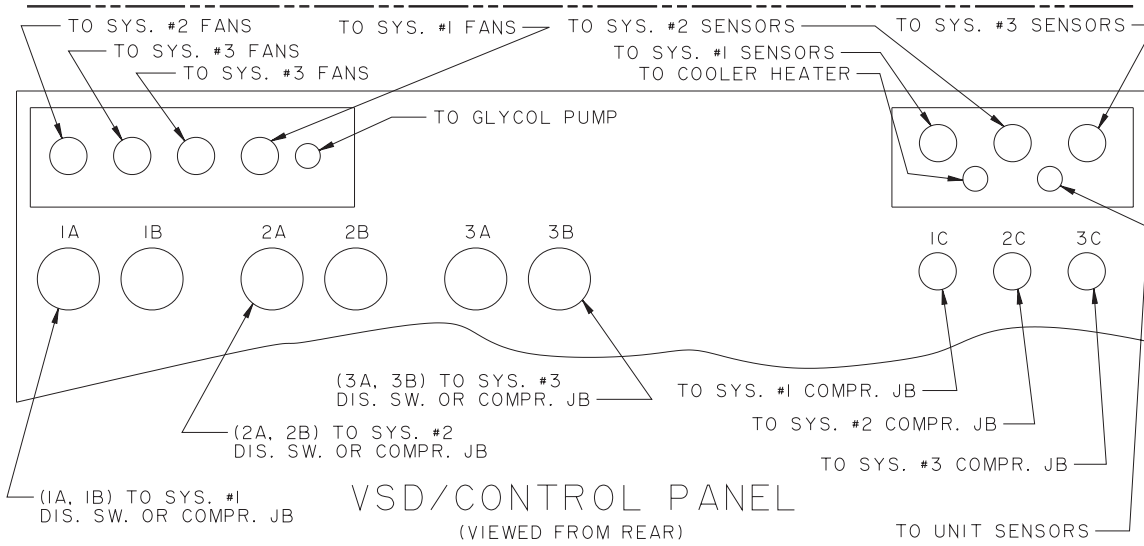 TO SYS. #2 FANS
TO SYS. #1 FANS
TO SYS. #2 SENSORS
TO SYS. #3 SENSORS
TO SYS. #3 FANS
TO SYS. #1 SENSORS
TO SYS. #3 FANS
TO COOLER HEATER
TO GLYCOL PUMP
1A 1B 2A 2B 3A 3B
1C 2C 3C
(3A, 3B) TO SYS. #3
DIS. SW. OR COMPR. JB
TO SYS. #1 COMPR. JB
(2A, 2B) TO SYS. #2
DIS. SW. OR COMPR. JB
TO SYS. #2 COMPR. JB
TO SYS. #3 COMPR. JB
(1A, 1B) TO SYS. #1
DIS. SW. OR COMPR. JB
VSD/CONTROL PANEL
(VIEWED FROM REAR)
TO UNIT SENSORS